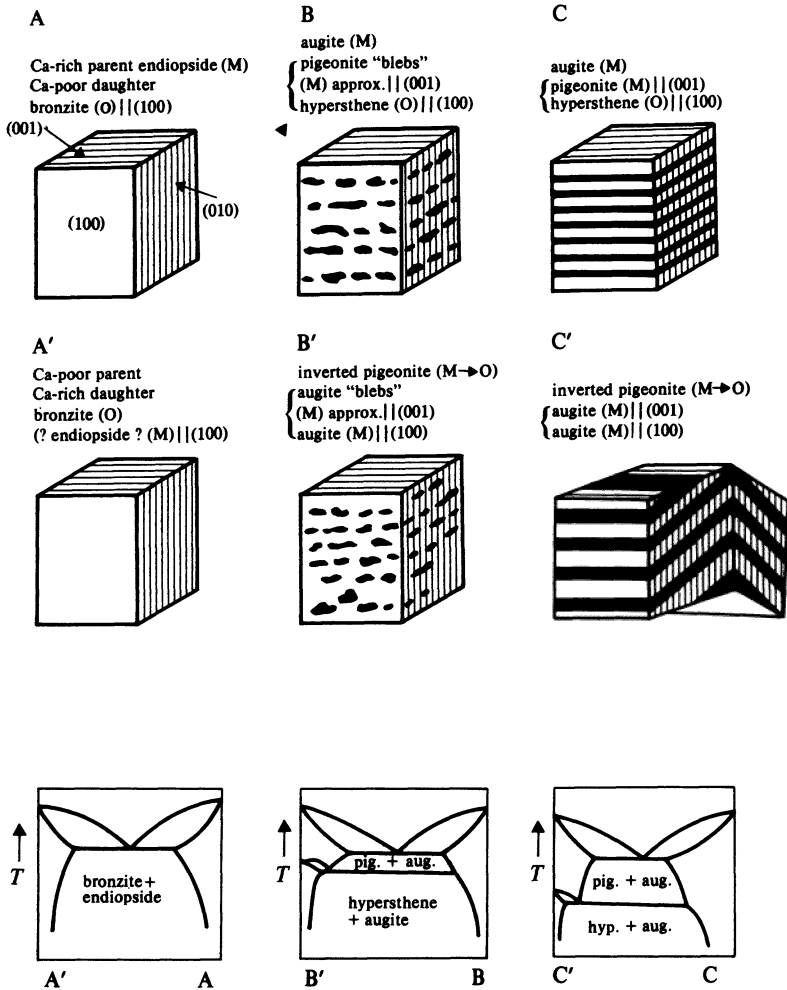 A
Ca-rich parent endiopside (M)
Ca-poor daughter
bronzite (O)||(100)
(001)
(100)
(010)
B
augite (M)
pigeonite "blebs"
(M) approx.||(001)
hypersthene (O)||(100)
C
augite (M)
pigeonite (M)||(001)
hypersthene (O)||(100)
A′
Ca-poor parent
Ca-rich daughter
bronzite (O)
(? endiopside ? (M)||(100)
B′
inverted pigeonite (M→O)
augite "blebs"
(M) approx.||(001)
augite (M)||(100)
C′
inverted pigeonite (M→O)
augite (M)||(001)
augite (M)||(100)
T
bronzite+
endiopside
A′ A
T
pig. + aug.
hypersthene
+ augite
B′ B
T
pig. + aug.
hyp. + aug.
C′ C